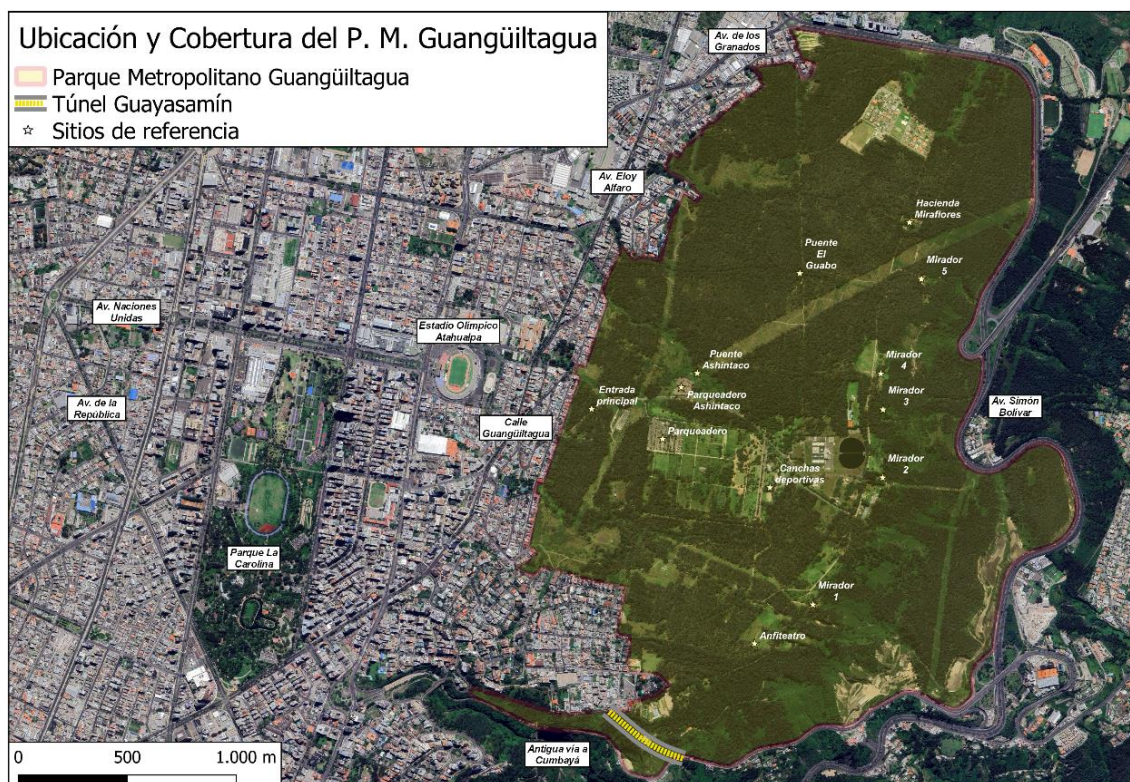 Ubicación y Cobertura del P. M. Guangüiltagua
Parque Metropolitano Guangüiltagua
Túnel Guayasamín
Sitios de referencia
Av. de los
Granados
Av. Eloy
Alfaro
Hacienda
Miraflores
Puente
El
Guabo
Mirador
5
Av. Naciones
Unidas
Estadio Olímpico
Atahualpa
Puente
Ashintaco
Mirador
4
Entrada
principal
Parqueadero
Ashintaco
Mirador
3
Av. de la
República
Av. Simón
Bolívar
Calle
Guangüiltagua
Parqueadero
Mirador
2
Canchas
deportivas
Parque La
Carolina
Mirador
1
Anfiteatro
Antigua vía a
Cumbayá
0 500 1.000 m